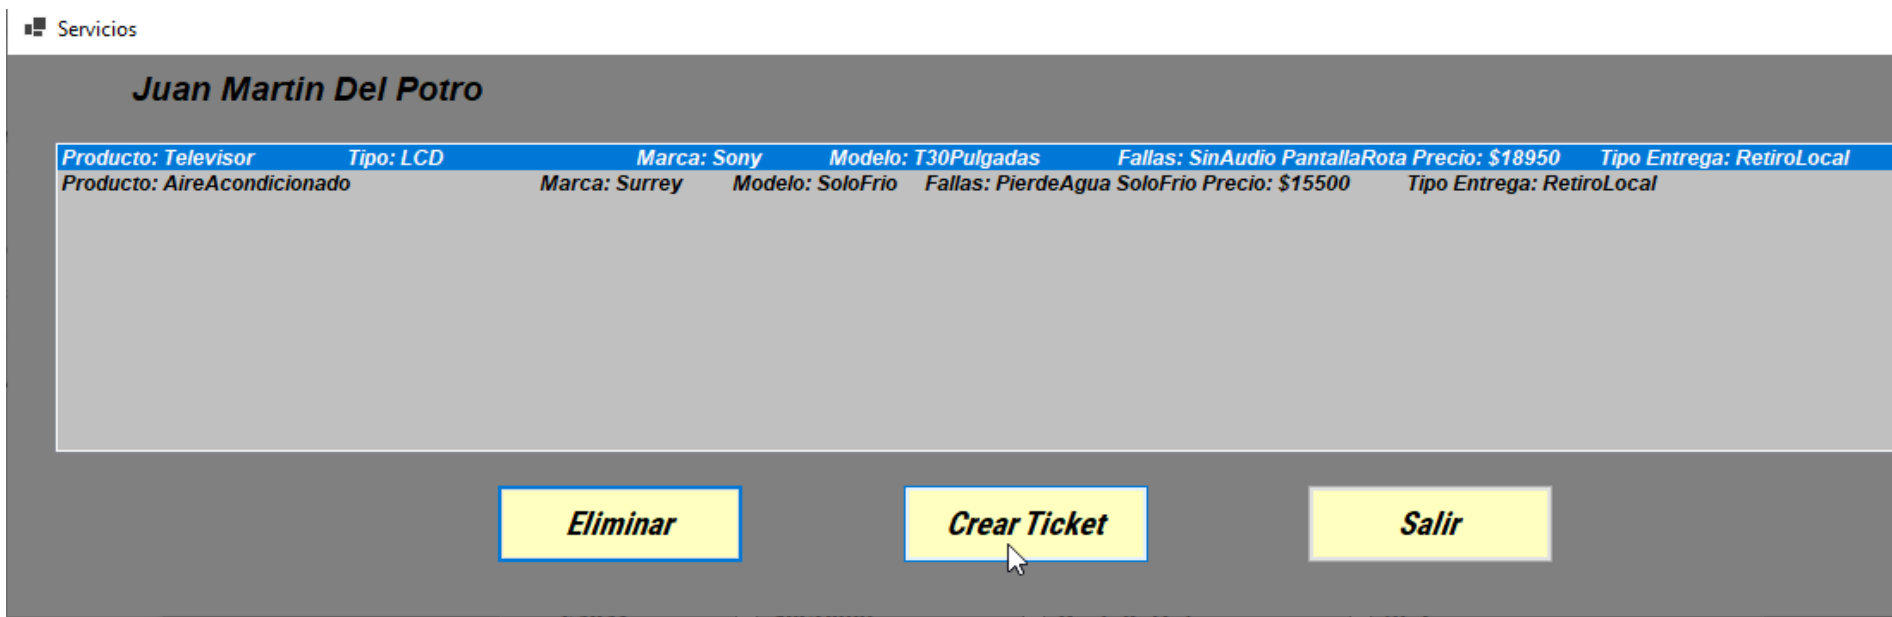 Servicios
Juan Martin Del Potro
Producto: Televisor Tipo: LCD Marca: Sony Modelo: T30Pulgadas Fallas: SinAudio PantallaRota Precio: $18950 Tipo Entrega: RetiroLocal
Producto: AireAcondicionado Marca: Surrey Modelo: SoloFrio Fallas: PierdeAgua SoloFrio Precio: $15500 Tipo Entrega: RetiroLocal
Eliminar Crear Ticket Salir